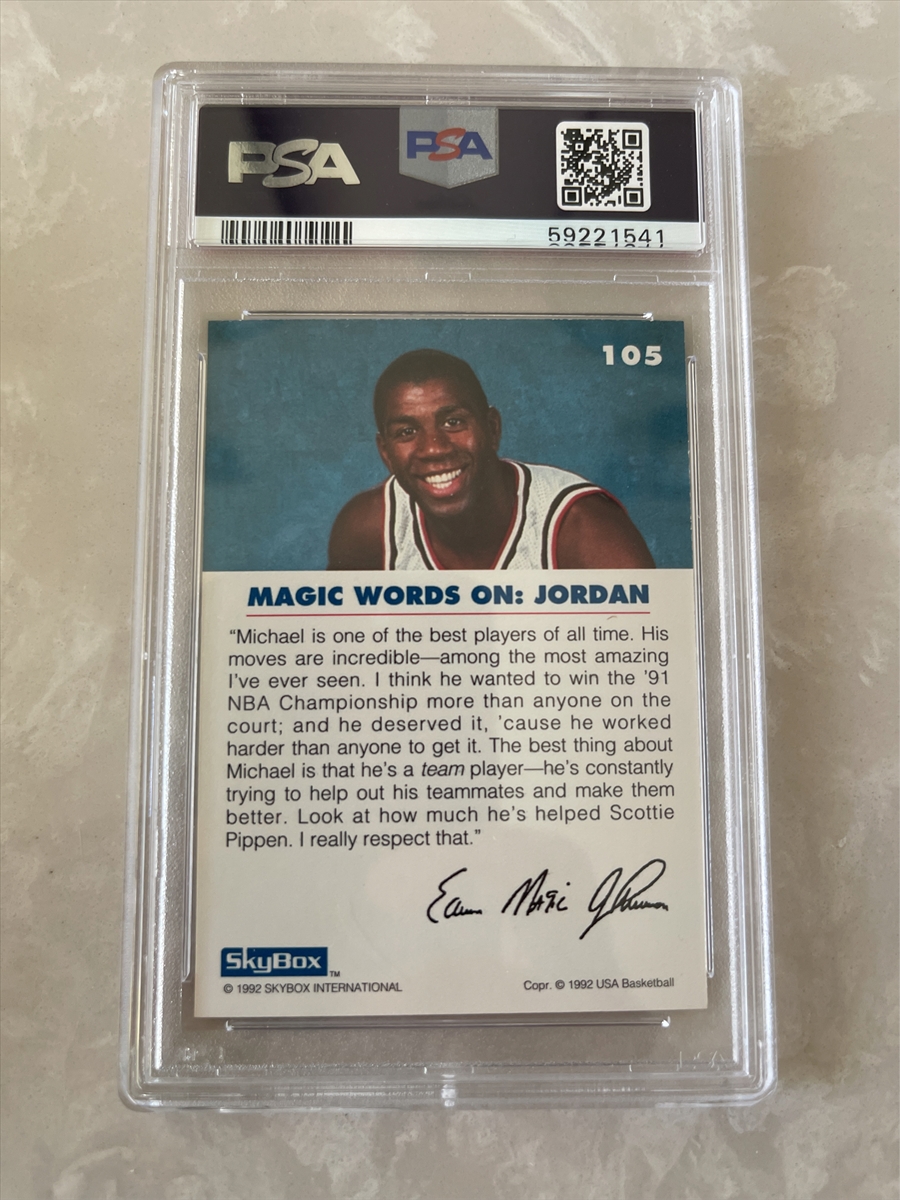 PSA
PSA
59221541
105
MAGIC WORDS ON: JORDAN
“Michael is one of the best players of all time. His
moves are incredible—among the most amazing
I've ever seen. I think he wanted to win the '91
NBA Championship more than anyone on the
court; and he deserved it, 'cause he worked
harder than anyone to get it. The best thing about
Michael is that he's a team player—he's constantly
trying to help out his teammates and make them
better. Look at how much he's helped Scottie
Pippen. I really respect that.”
Earvin Magic Johnson
SkyBox™
© 1992 SKYBOX INTERNATIONAL
Copr. © 1992 USA Basketball